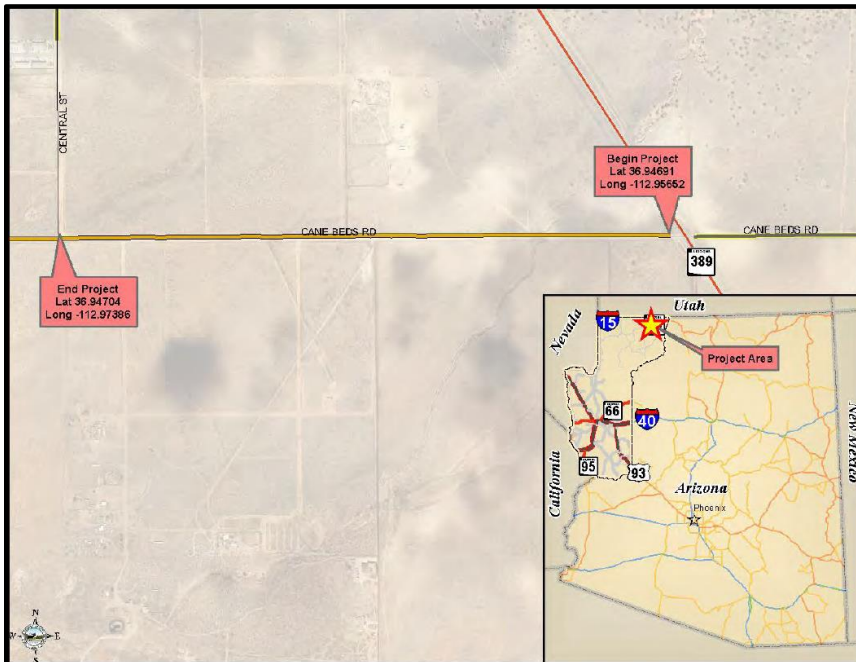 CENTRAL ST
Begin Project
Lat 36.94691
Long -112.95652
CANE BEDS RD
CANE BEDS RD
389
End Project
Lat 36.94704
Long -112.97386
Utah
Nevada
15
Project Area
66
40
New Mexico
95
93
California
Arizona
Phoenix
N
W
E
S